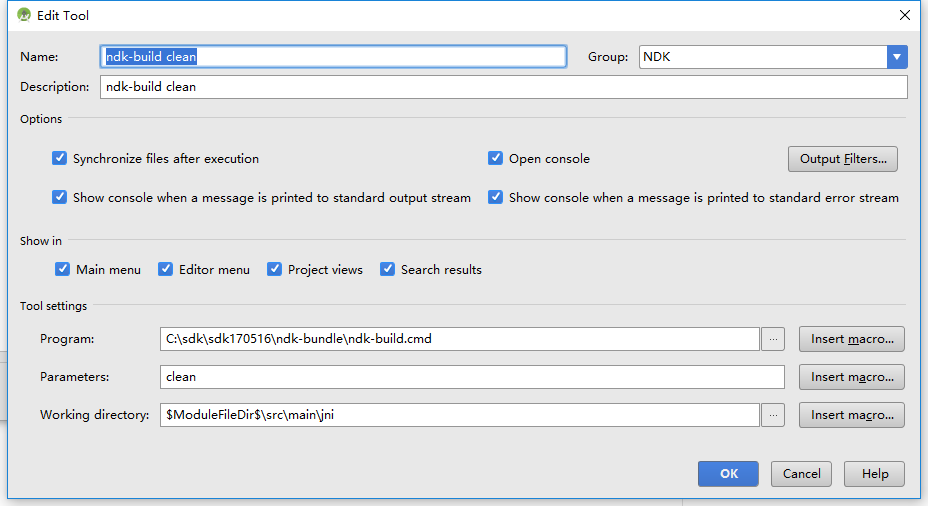 Edit Tool
Name: ndk-build clean Group: NDK
Description: ndk-build clean
Options
Synchronize files after execution Open console Output Filters...
Show console when a message is printed to standard output stream Show console when a message is printed to standard error stream
Show in
Main menu Editor menu Project views Search results
Tool settings
Program: C:\sdk\sdk170516\ndk-bundle\ndk-build.cmd ... Insert macro...
Parameters: clean Insert macro...
Working directory: $ModuleFileDir$\src\main\jni ... Insert macro...
OK Cancel Help